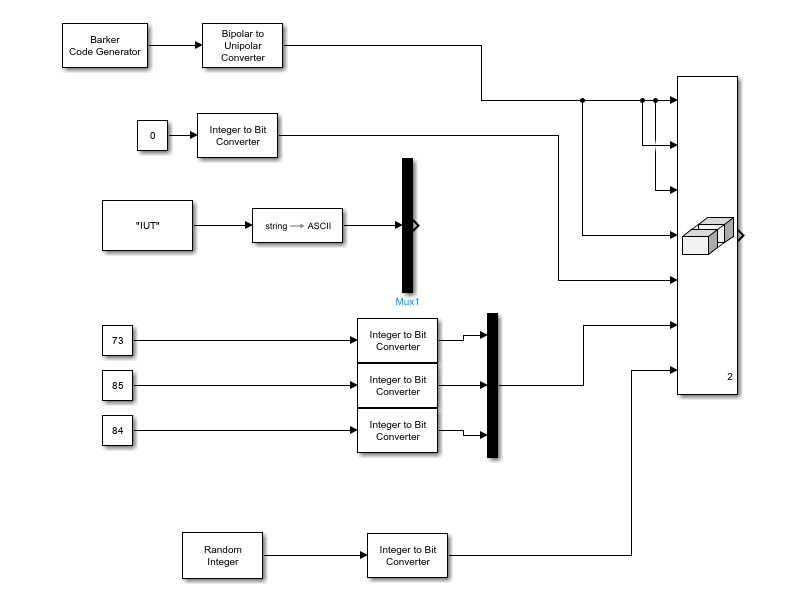 Barker
Code Generator
Bipolar to
Unipolar
Converter
0
Integer to Bit
Converter
"IUT"
string → ASCII
Mux1
73
Integer to Bit
Converter
85
Integer to Bit
Converter
84
Integer to Bit
Converter
2
Random
Integer
Integer to Bit
Converter